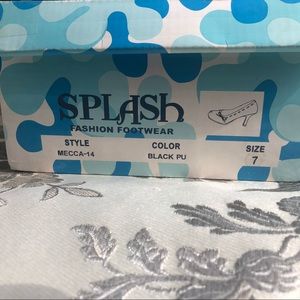 SPLASh
FASHION FOOTWEAR
STYLE COLOR SIZE
MECCA-14 BLACK PU 7